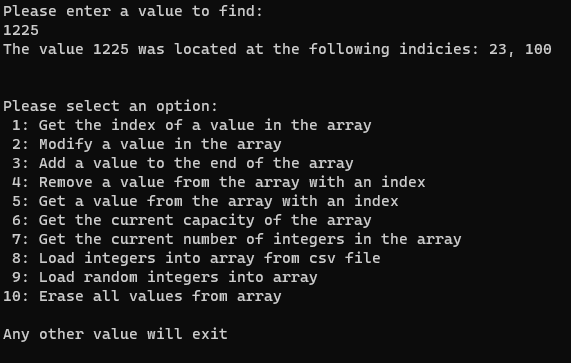 Please enter a value to find:
1225
The value 1225 was located at the following indicies: 23, 100
Please select an option:
1: Get the index of a value in the array
2: Modify a value in the array
3: Add a value to the end of the array
4: Remove a value from the array with an index
5: Get a value from the array with an index
6: Get the current capacity of the array
7: Get the current number of integers in the array
8: Load integers into array from csv file
9: Load random integers into array
10: Erase all values from array
Any other value will exit